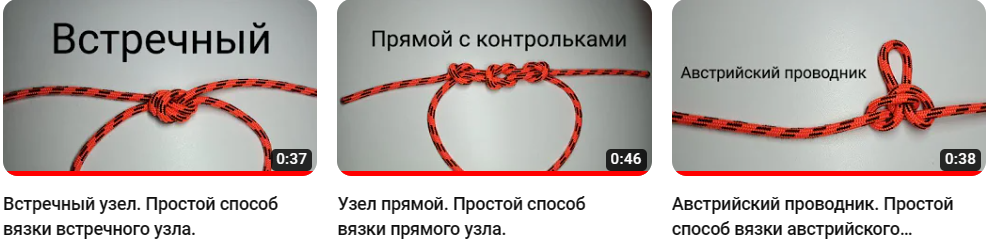 Встречный
0:37
Встречный узел. Простой способ
вязки встречного узла.
Прямой с контрольками
0:46
Узел прямой. Простой способ
вязки прямого узла.
Австрийский проводник
0:38
Австрийский проводник. Простой
способ вязки австрийского...